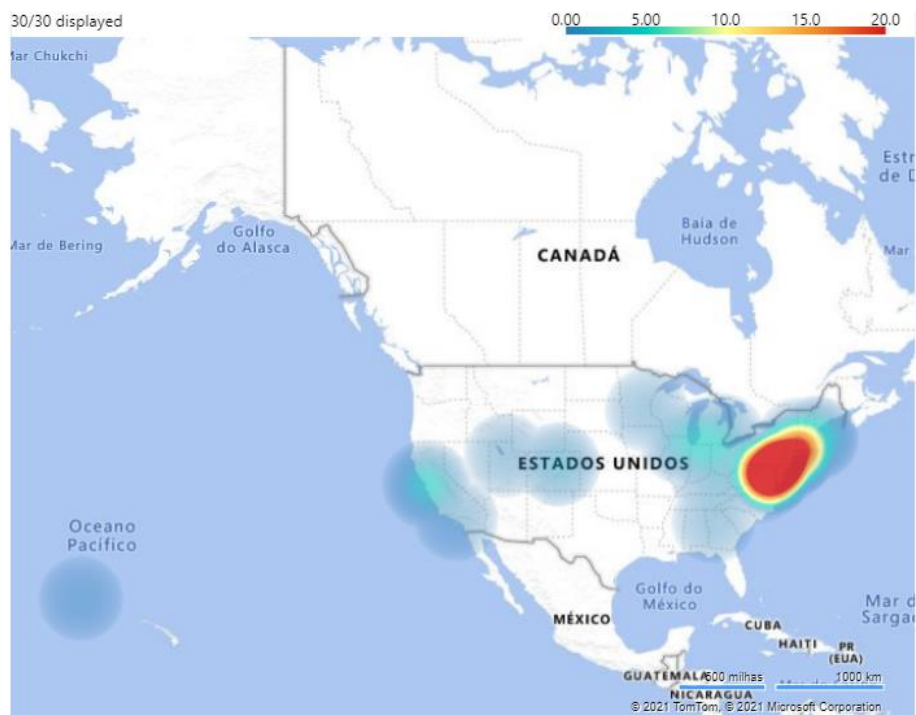 30/30 displayed
0.00 5.00 10.0 15.0 20.0
Mar Chukchi
Estr
de D
Golfo
do Alasca
Baía de
Hudson
Mar de Bering
Mar
CANADÁ
ESTADOS UNIDOS
Oceano
Pacífico
Golfo do
México
Mar d
Sargaç
MÉXICO
CUBA
HAITI
PR
(EUA)
GUATEMALA
600 milhas
1000 km
NICARAGUA
© 2021 TomTom, © 2021 Microsoft Corporation